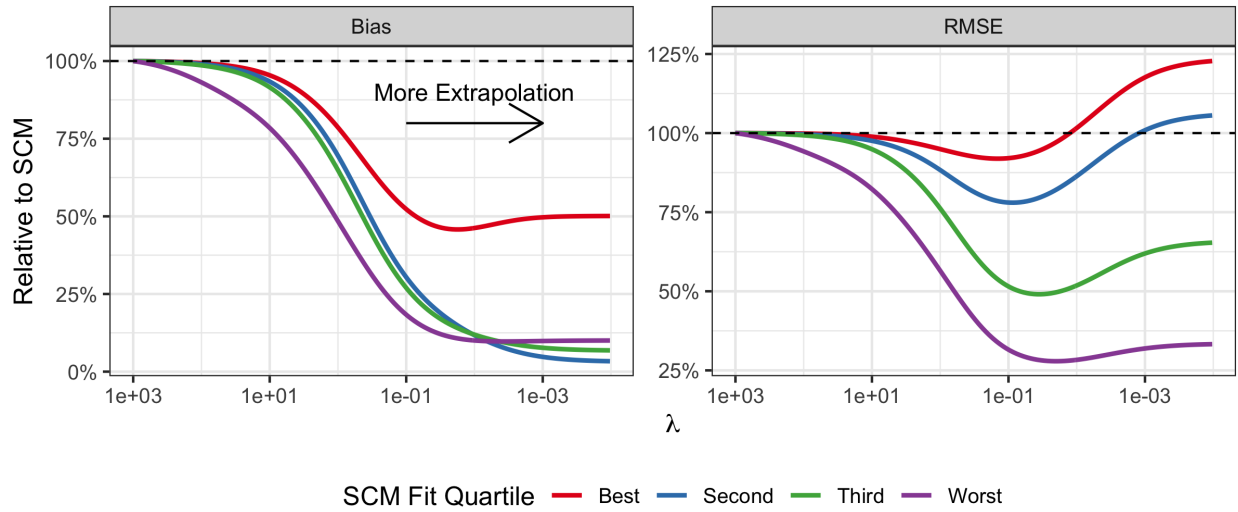 Bias
RMSE
Relative to SCM
100%
75%
50%
25%
0%
More Extrapolation
125%
100%
75%
50%
25%
1e+03 1e+01 1e-01 1e-03
1e+03 1e+01 1e-01 1e-03
λ
SCM Fit Quartile Best Second Third Worst